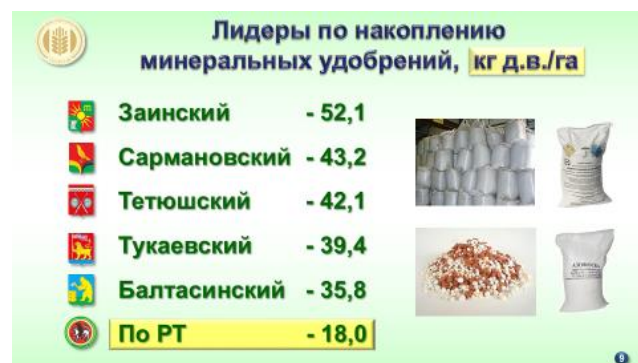 Лидеры по накоплению
минеральных удобрений, кг д.в./га
Заинский - 52,1
Сармановский - 43,2
Тетюшский - 42,1
Тукаевский - 39,4
Балтасинский - 35,8
По РТ - 18,0
9